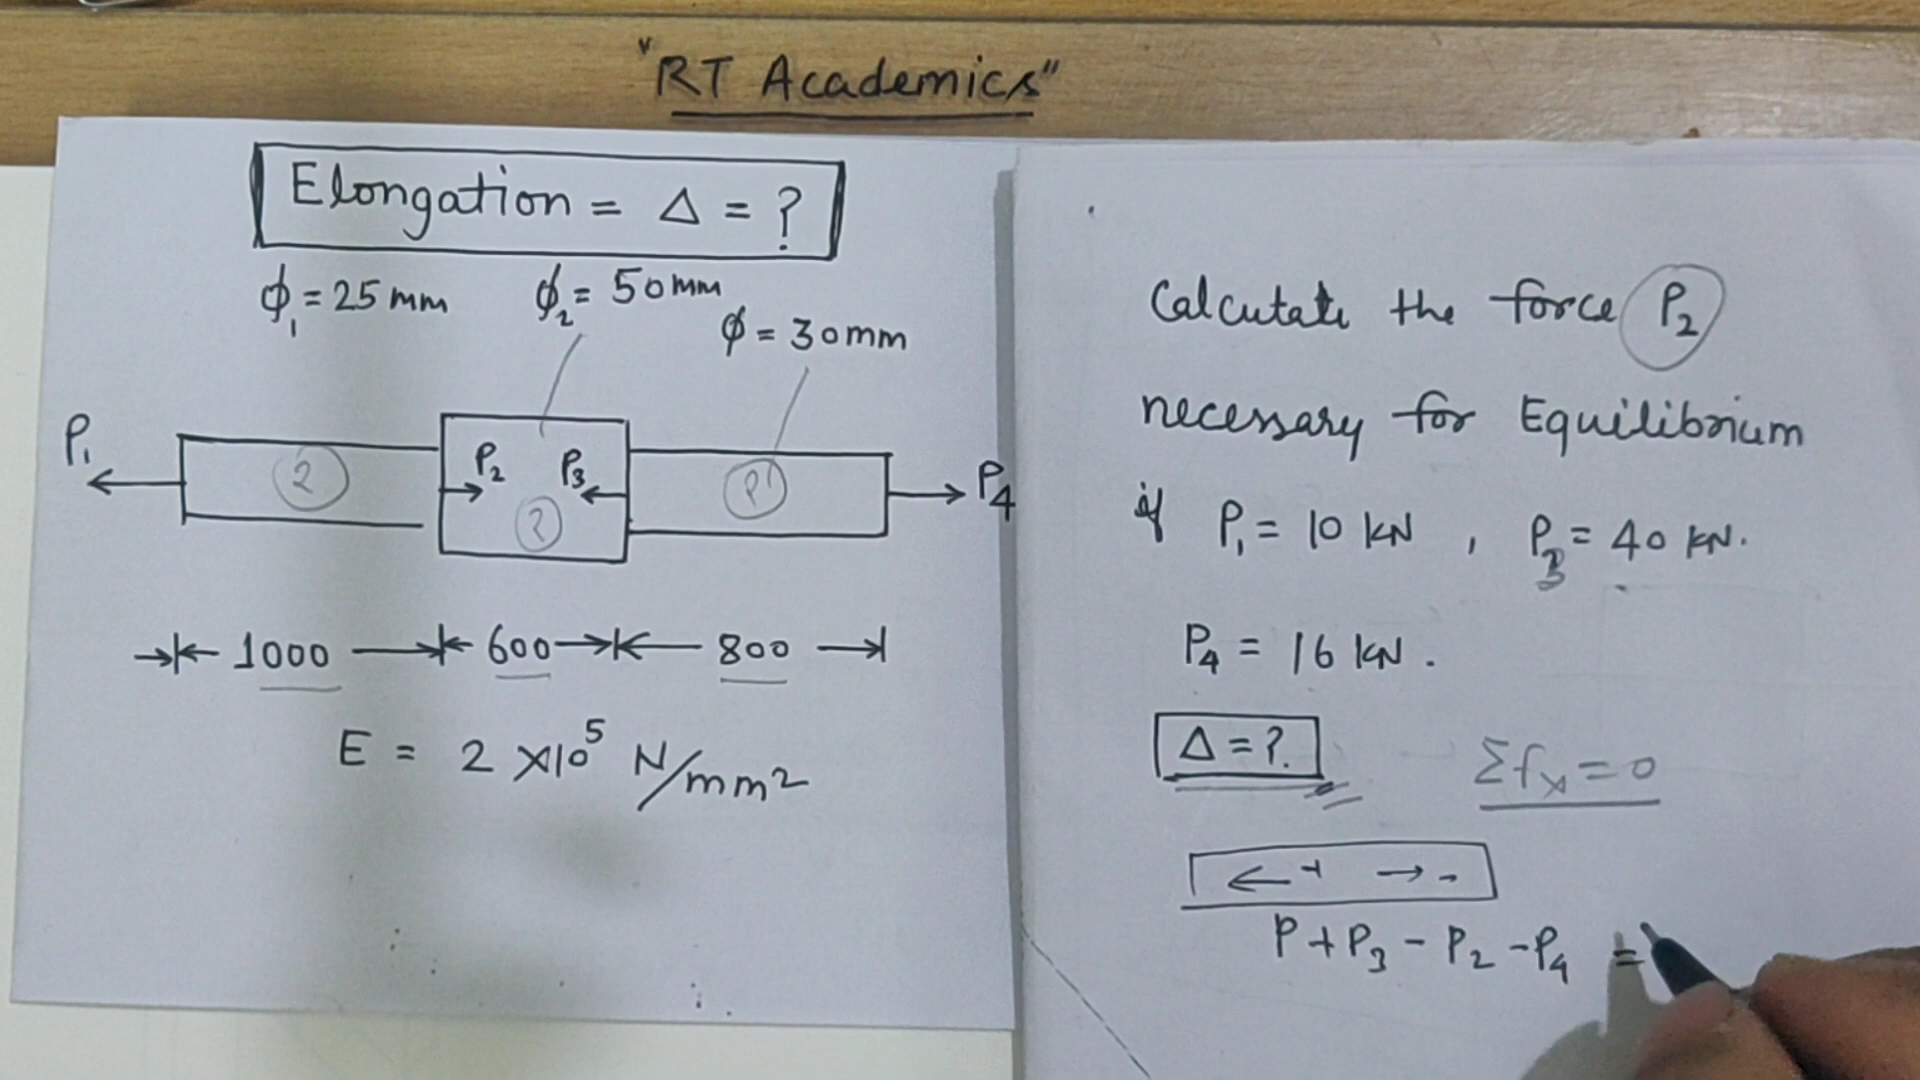 "RT Academics"
Elongation = Δ = ?
ϕ₁ = 25 mm
ϕ₂ = 50 mm
ϕ = 30 mm
P₁
2
P₂ P₃
2
P₄
1000 600 800
E = 2 × 10⁵ N/mm²
Calcutate the force P₂
necessary for Equilibrium
if P₁ = 10 kN , P₃ = 40 kN.
P₄ = 16 kN .
Δ = ?.
Σfx = 0
← + → -
P + P₃ - P₂ - P₄ =